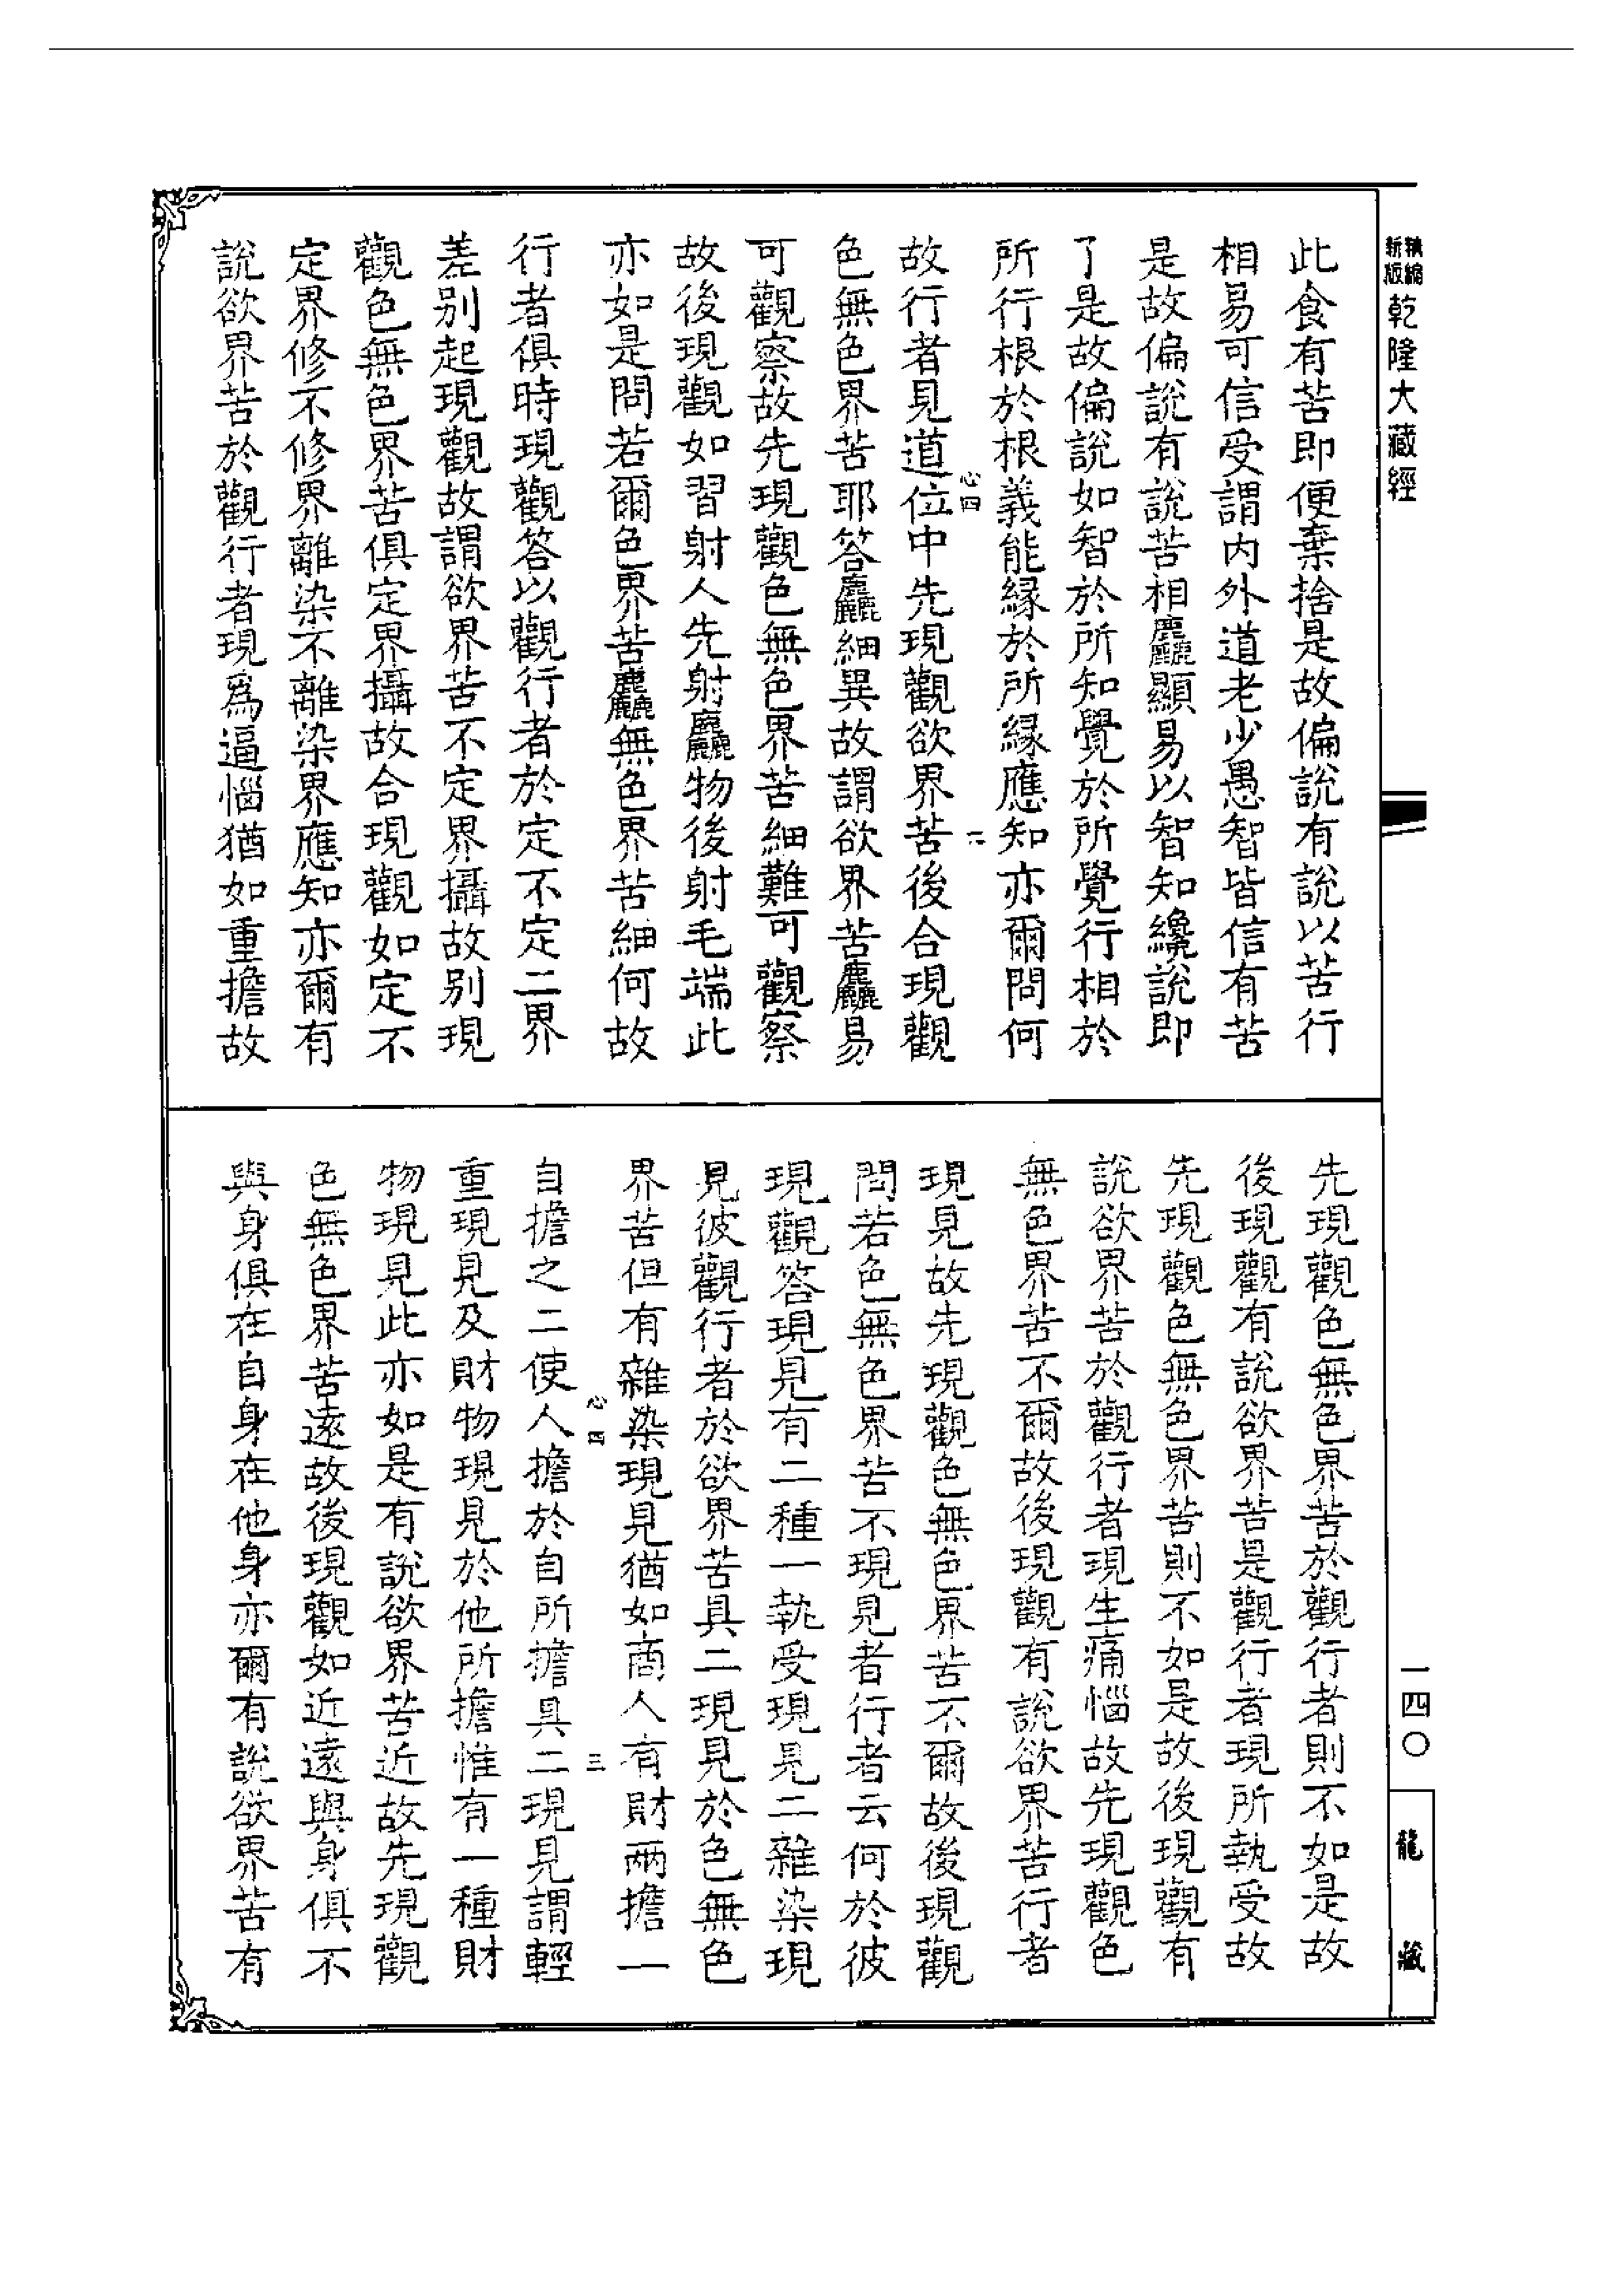 精縮新版乾隆大藏經
此食有苦即便棄捨是故偏說有說以苦行
相易可信受謂內外道老少愚智皆信有苦
是故偏說有說苦相麤顯易以智知纔說即
了是故偏說如智於所知覺於所覺行相於
所行根於根義能緣於所緣應知亦爾問何
心四
二
故行者見道位中先現觀欲界苦後合現觀
色無色界苦耶答麤細異故謂欲界苦麤易
可觀察故先現觀色無色界苦細難可觀察
故後現觀如習射人先射麤物後射毛端此
亦如是問若爾色界苦麤無色界苦細何故
行者俱時現觀答以觀行者於定不定二界
差別起現觀故謂欲界苦不定界攝故別現
觀色無色界苦俱定界攝故合現觀如定不
定界修不修界離染不離染界應知亦爾有
說欲界苦於觀行者現為逼惱猶如重擔故
先現觀色無色界苦於觀行者則不如是故
後現觀有說欲界苦是觀行者現所執受故
先現觀色無色界苦則不如是故後現觀有
說欲界苦於觀行者現生痛惱故先現觀色
無色界苦不爾故後現觀有說欲界苦行者
現見故先現觀色無色界苦不爾故後現觀
問若色無色界苦不現見者行者云何於彼
現觀答現見有二種一執受現見二雜染現
見彼觀行者於欲界苦具二現見於色無色
界苦但有雜染現見猶如商人有財兩擔一
心四
三
自擔之二使人擔於自所擔具二現見謂輕
重現見及財物現見於他所擔惟有一種財
物現見此亦如是有說欲界苦近故先現觀
色無色界苦遠故後現觀如近遠與身俱不
與身俱在自身在他身亦爾有說欲界苦有
一四〇
龍藏